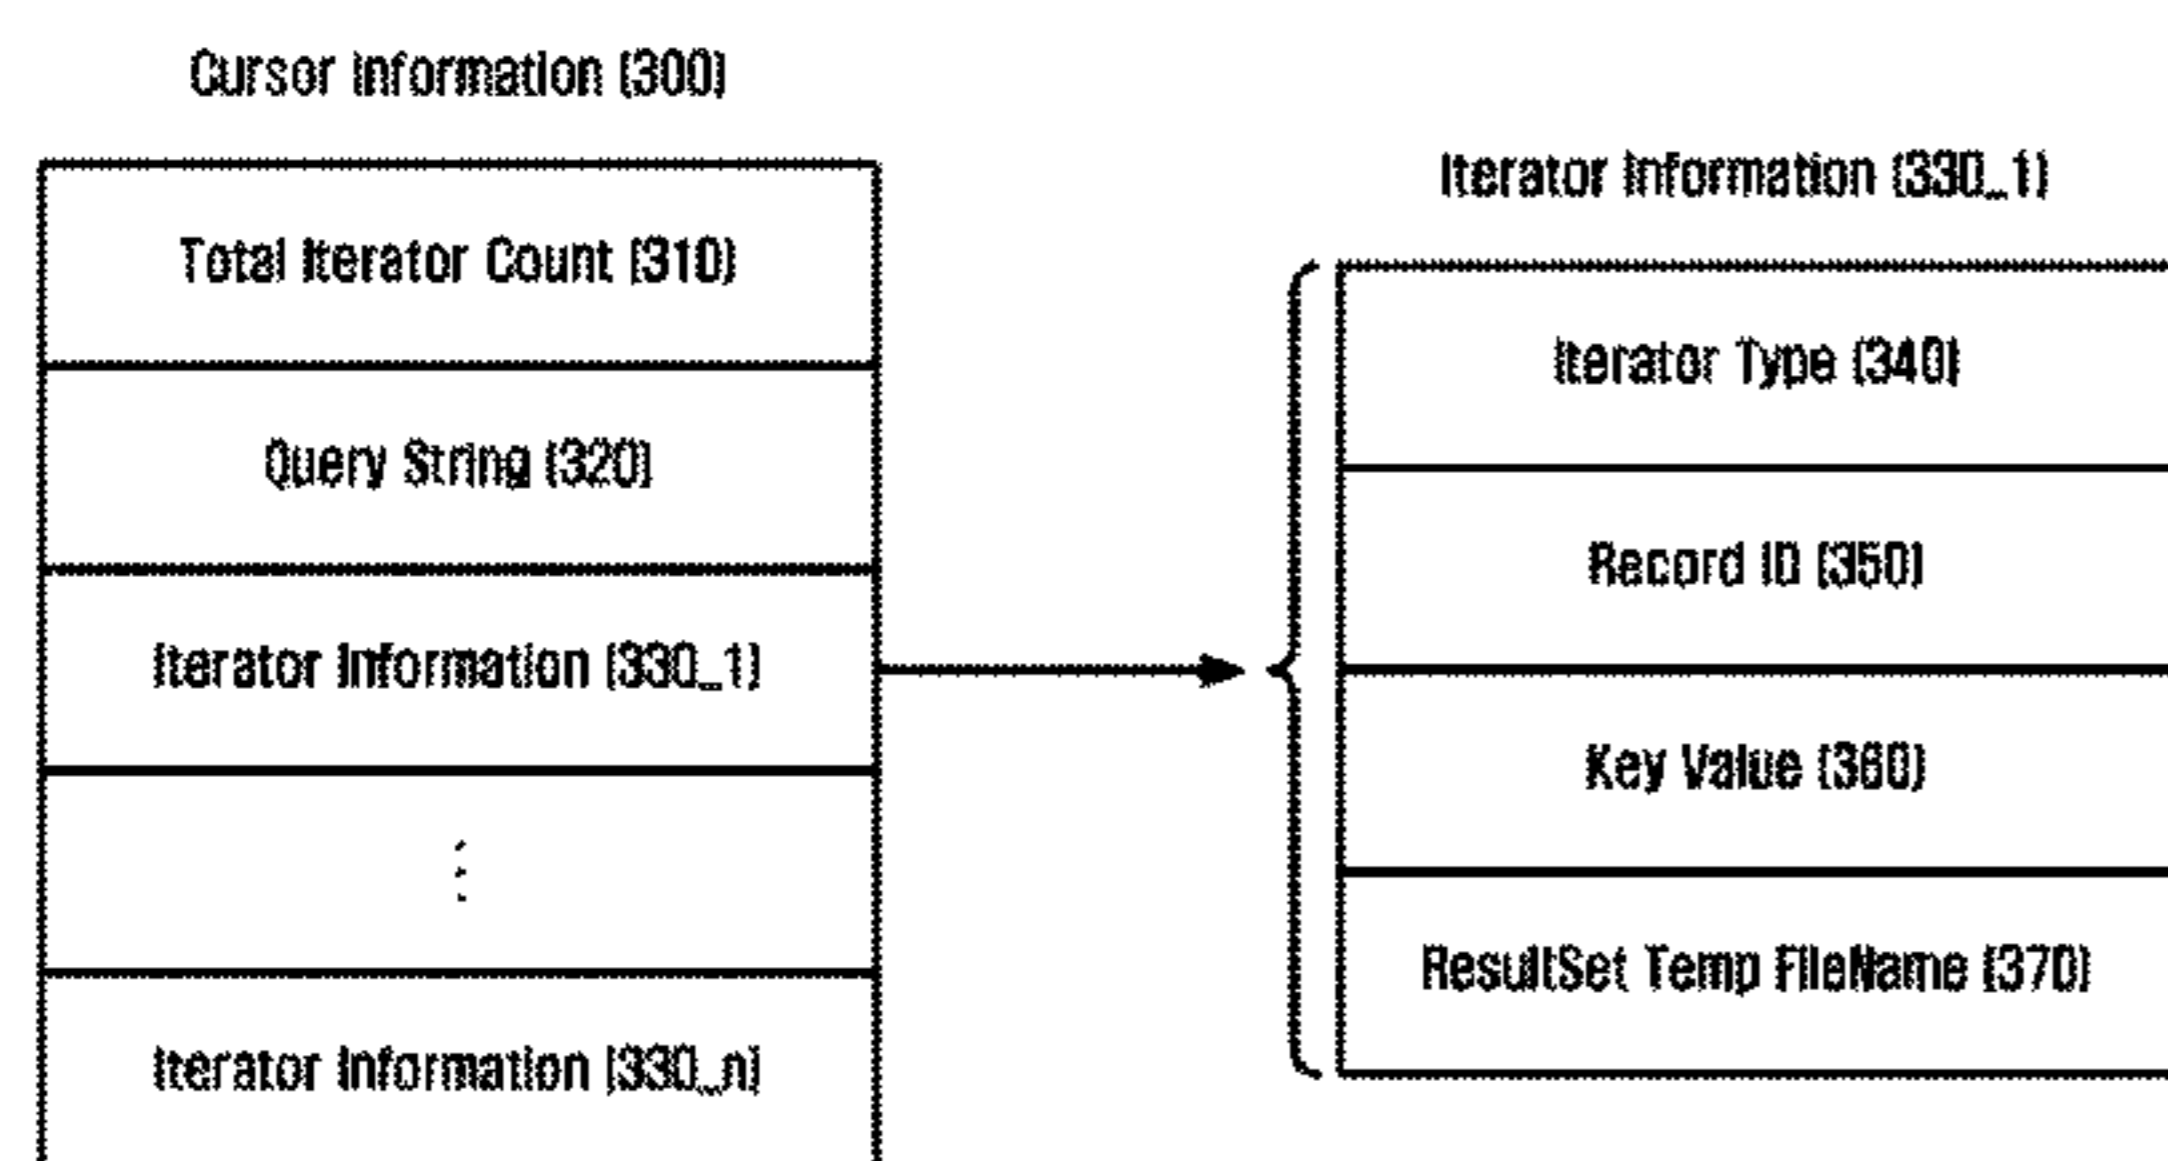 Cursor Information (300)
Total Iterator Count (310)
Query String (320)
Iterator Information (330_1)
⋮
Iterator Information (330_n)
Iterator Information (330_1)
Iterator Type (340)
Record ID (350)
Key Value (360)
ResultSet Temp FileName (370)